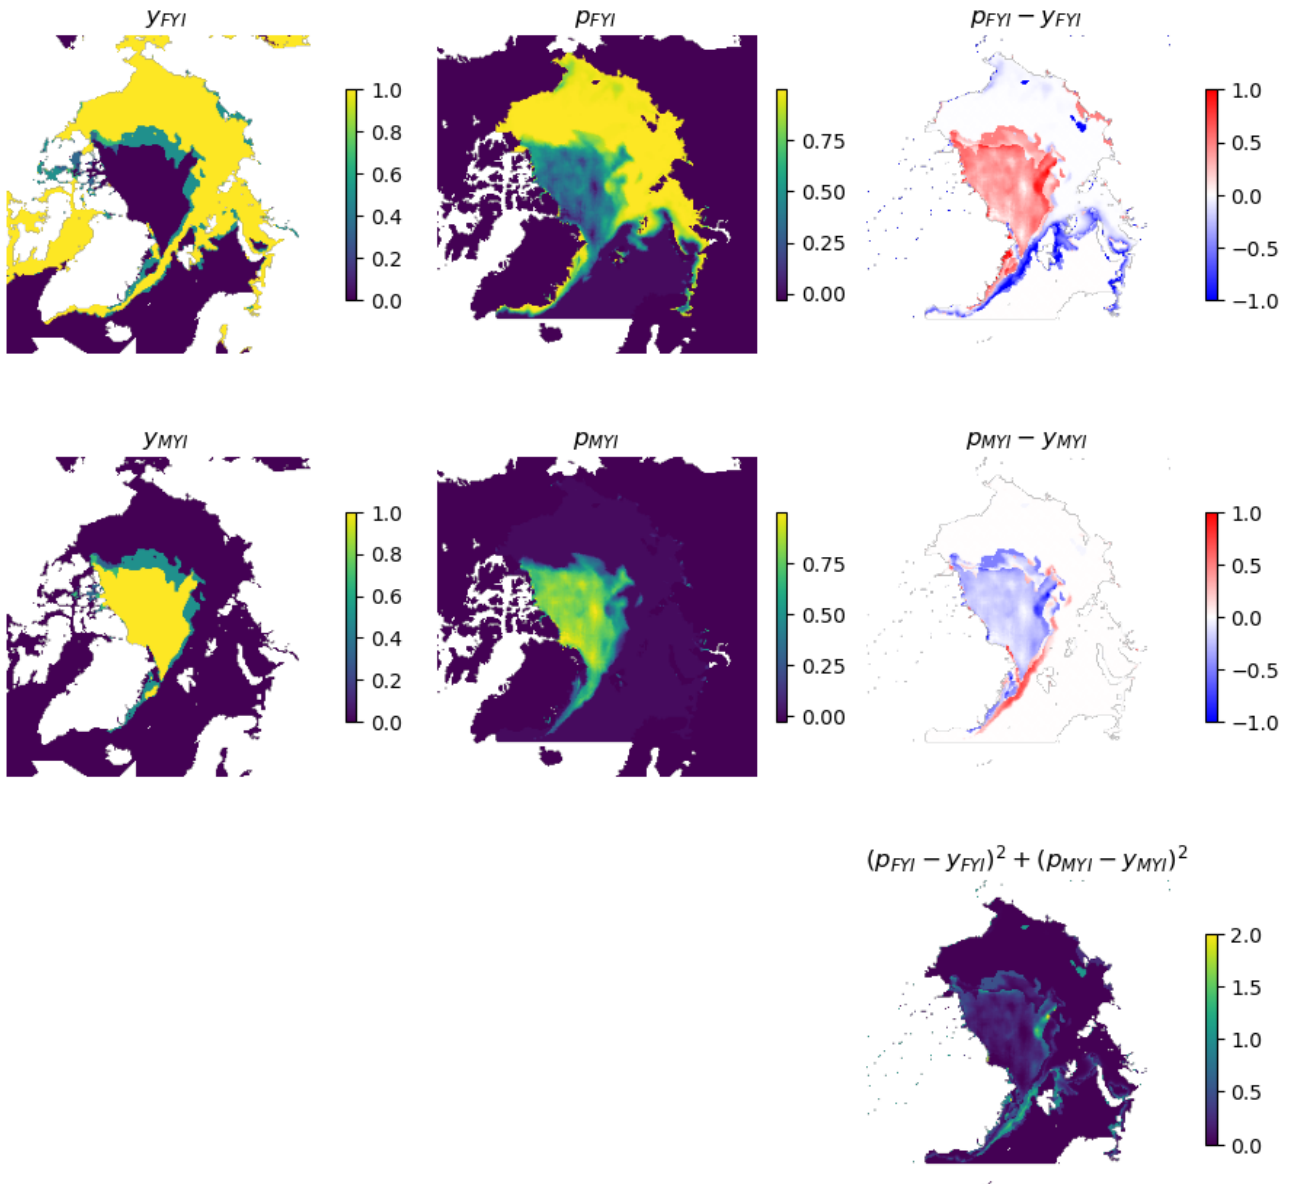 y_FYI p_FYI p_FYI − y_FYI
1.0 0.8 0.6 0.4 0.2 0.0
0.75 0.50 0.25 0.00
1.0 0.5 0.0 −0.5 −1.0
y_MYI p_MYI p_MYI − y_MYI
1.0 0.8 0.6 0.4 0.2 0.0
0.75 0.50 0.25 0.00
1.0 0.5 0.0 −0.5 −1.0
(p_FYI − y_FYI)² + (p_MYI − y_MYI)²
2.0
1.5
1.0
0.5
0.0